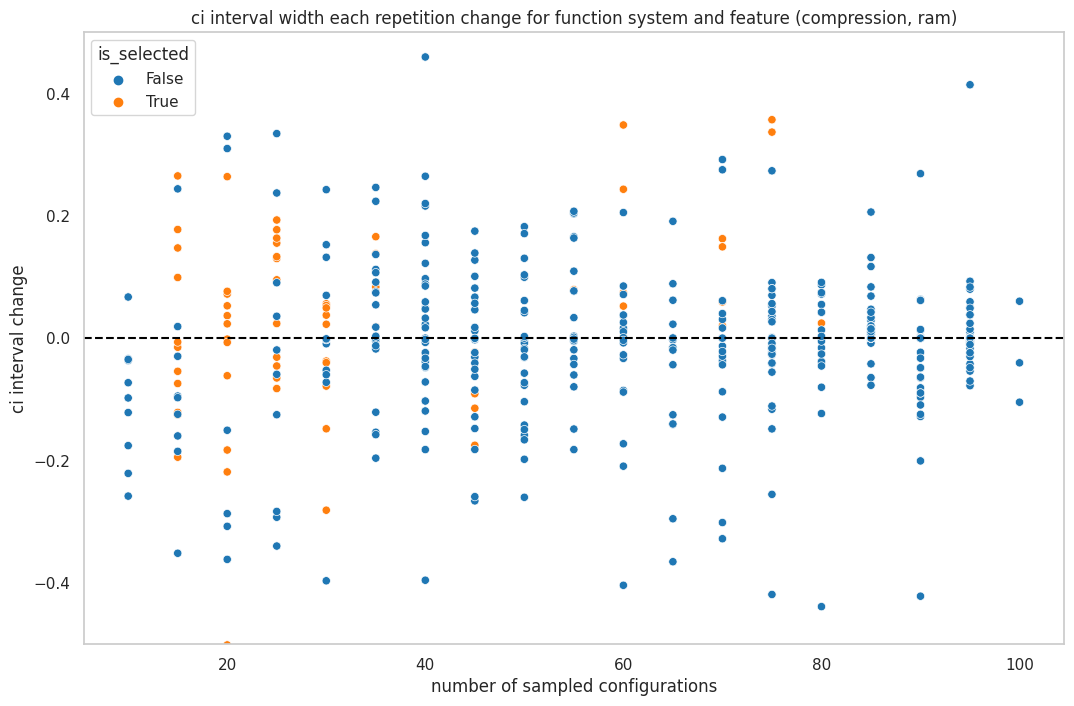 ci interval width each repetition change for function system and feature (compression, ram)
is_selected
False
True
ci interval change
0.4
0.2
0.0
−0.2
−0.4
20
40
60
80
100
number of sampled configurations